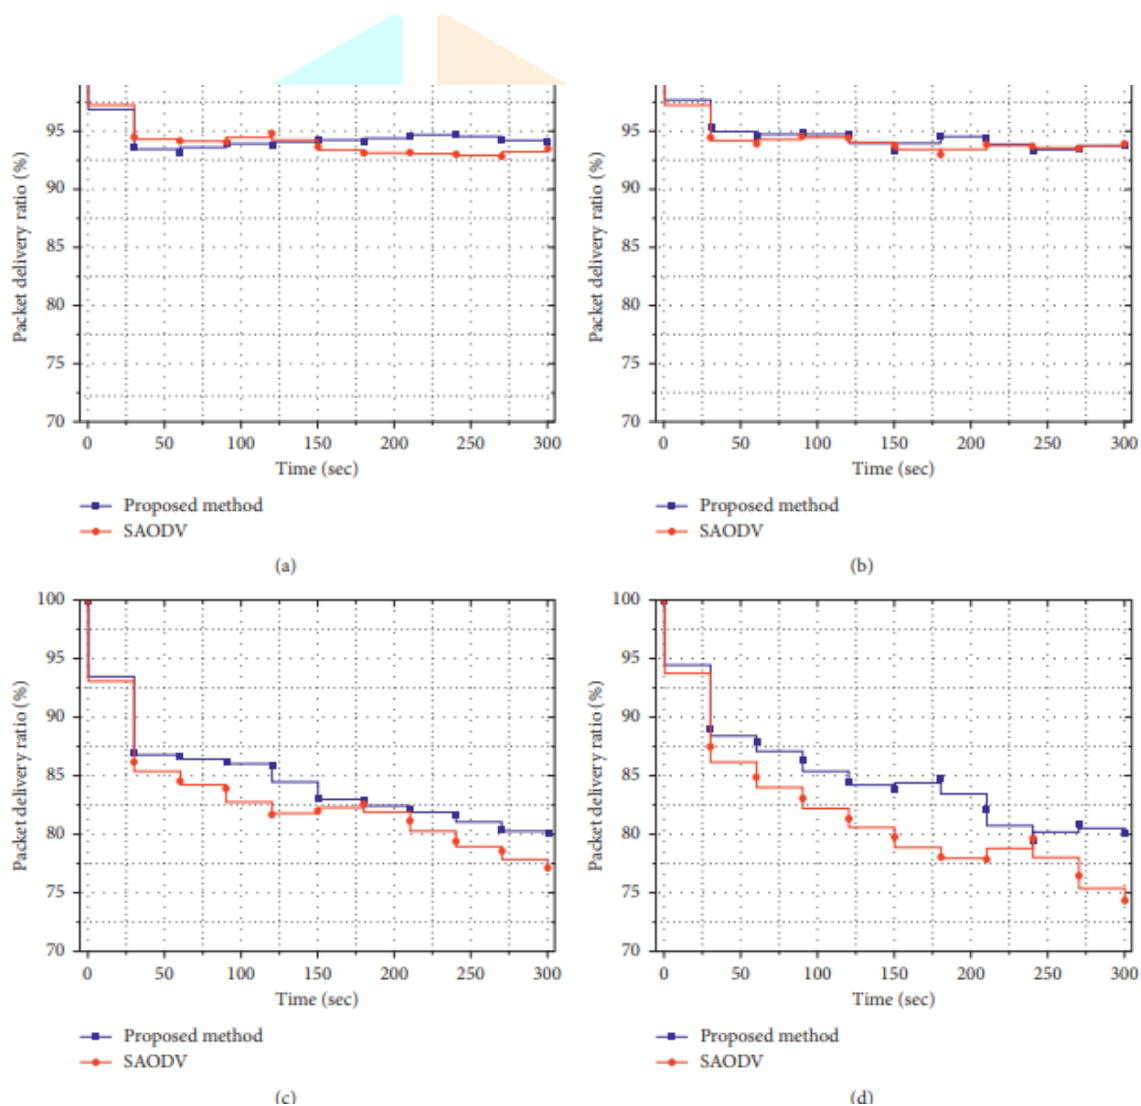 95
90
85
80
75
70
Packet delivery ratio (%)
0 50 100 150 200 250 300
Time (sec)
Proposed method
SAODV
(a)
95
90
85
80
75
70
Packet delivery ratio (%)
0 50 100 150 200 250 300
Time (sec)
Proposed method
SAODV
(b)
100
95
90
85
80
75
70
Packet delivery ratio (%)
0 50 100 150 200 250 300
Time (sec)
Proposed method
SAODV
(c)
100
95
90
85
80
75
70
Packet delivery ratio (%)
0 50 100 150 200 250 300
Time (sec)
Proposed method
SAODV
(d)